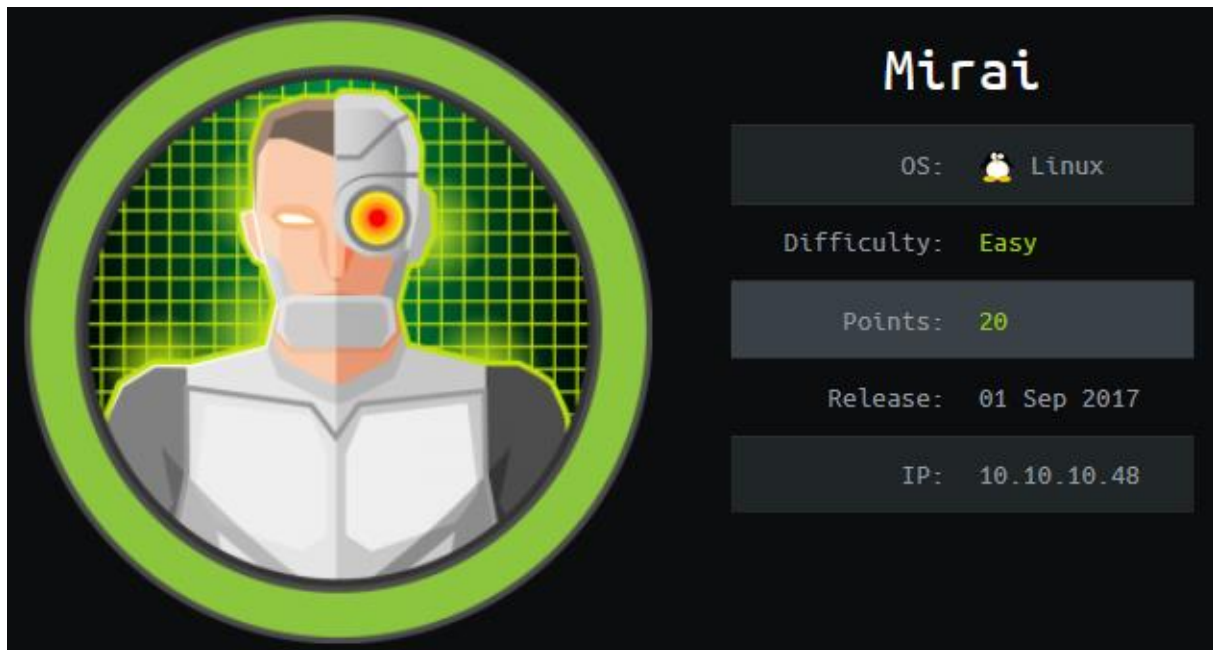 Mirai
OS: Linux
Difficulty: Easy
Points: 20
Release: 01 Sep 2017
IP: 10.10.10.48